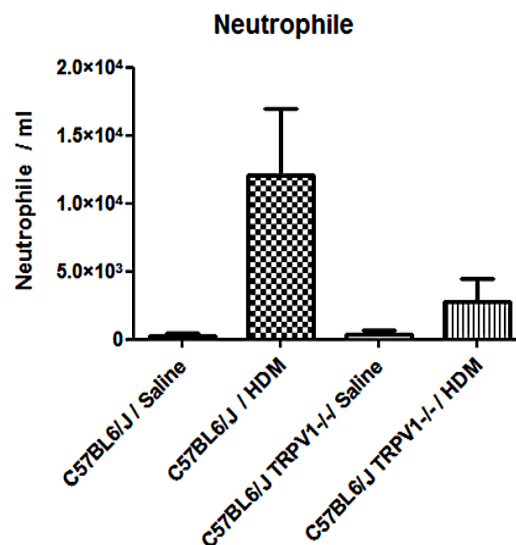 Neutrophile
Neutrophile / ml
2.0×10⁴
1.5×10⁴
1.0×10⁴
5.0×10³
0
C57BL6/J / Saline
C57BL6/J / HDM
C57BL6/J TRPV1-/-/ Saline
C57BL6/J TRPV1-/- / HDM